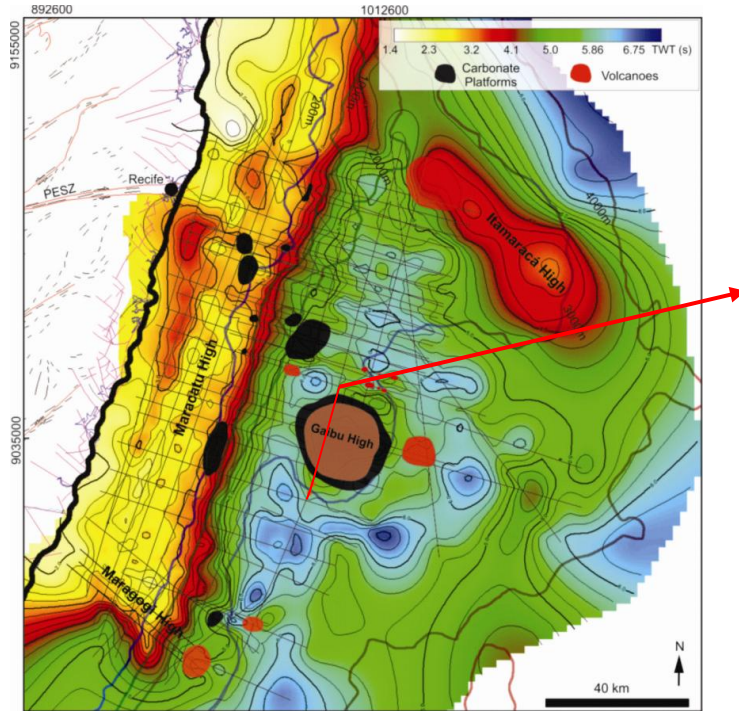 892600
1012600
9155000
9035000
1.4 2.3 3.2 4.1 5.0 5.86 6.75 TWT (s)
Carbonate Platforms
Volcanoes
200m
4000m
3000m
Recife
PESZ
Itamaracá High
Maracatu High
Gaibu High
Maragogi High
N
40 km